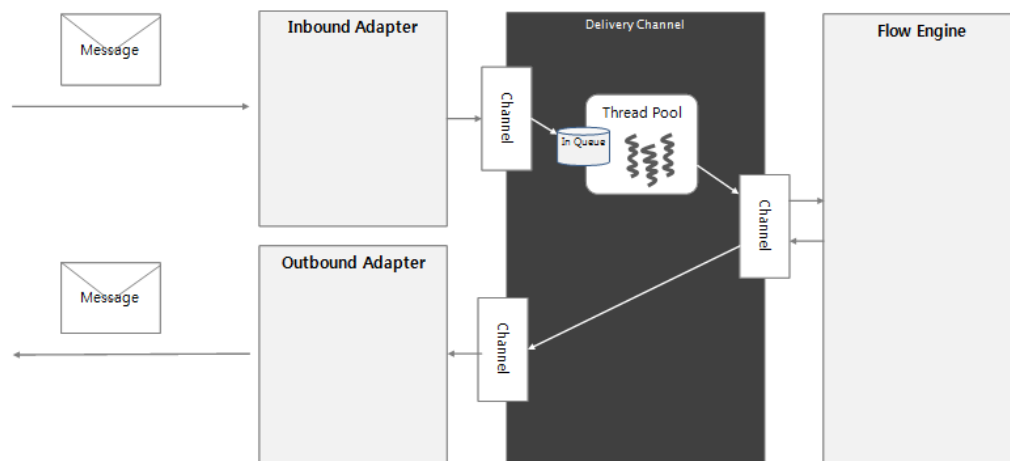 Message
Inbound Adapter
Channel
Delivery Channel
Thread Pool
In Queue
Channel
Flow Engine
Message
Outbound Adapter
Channel